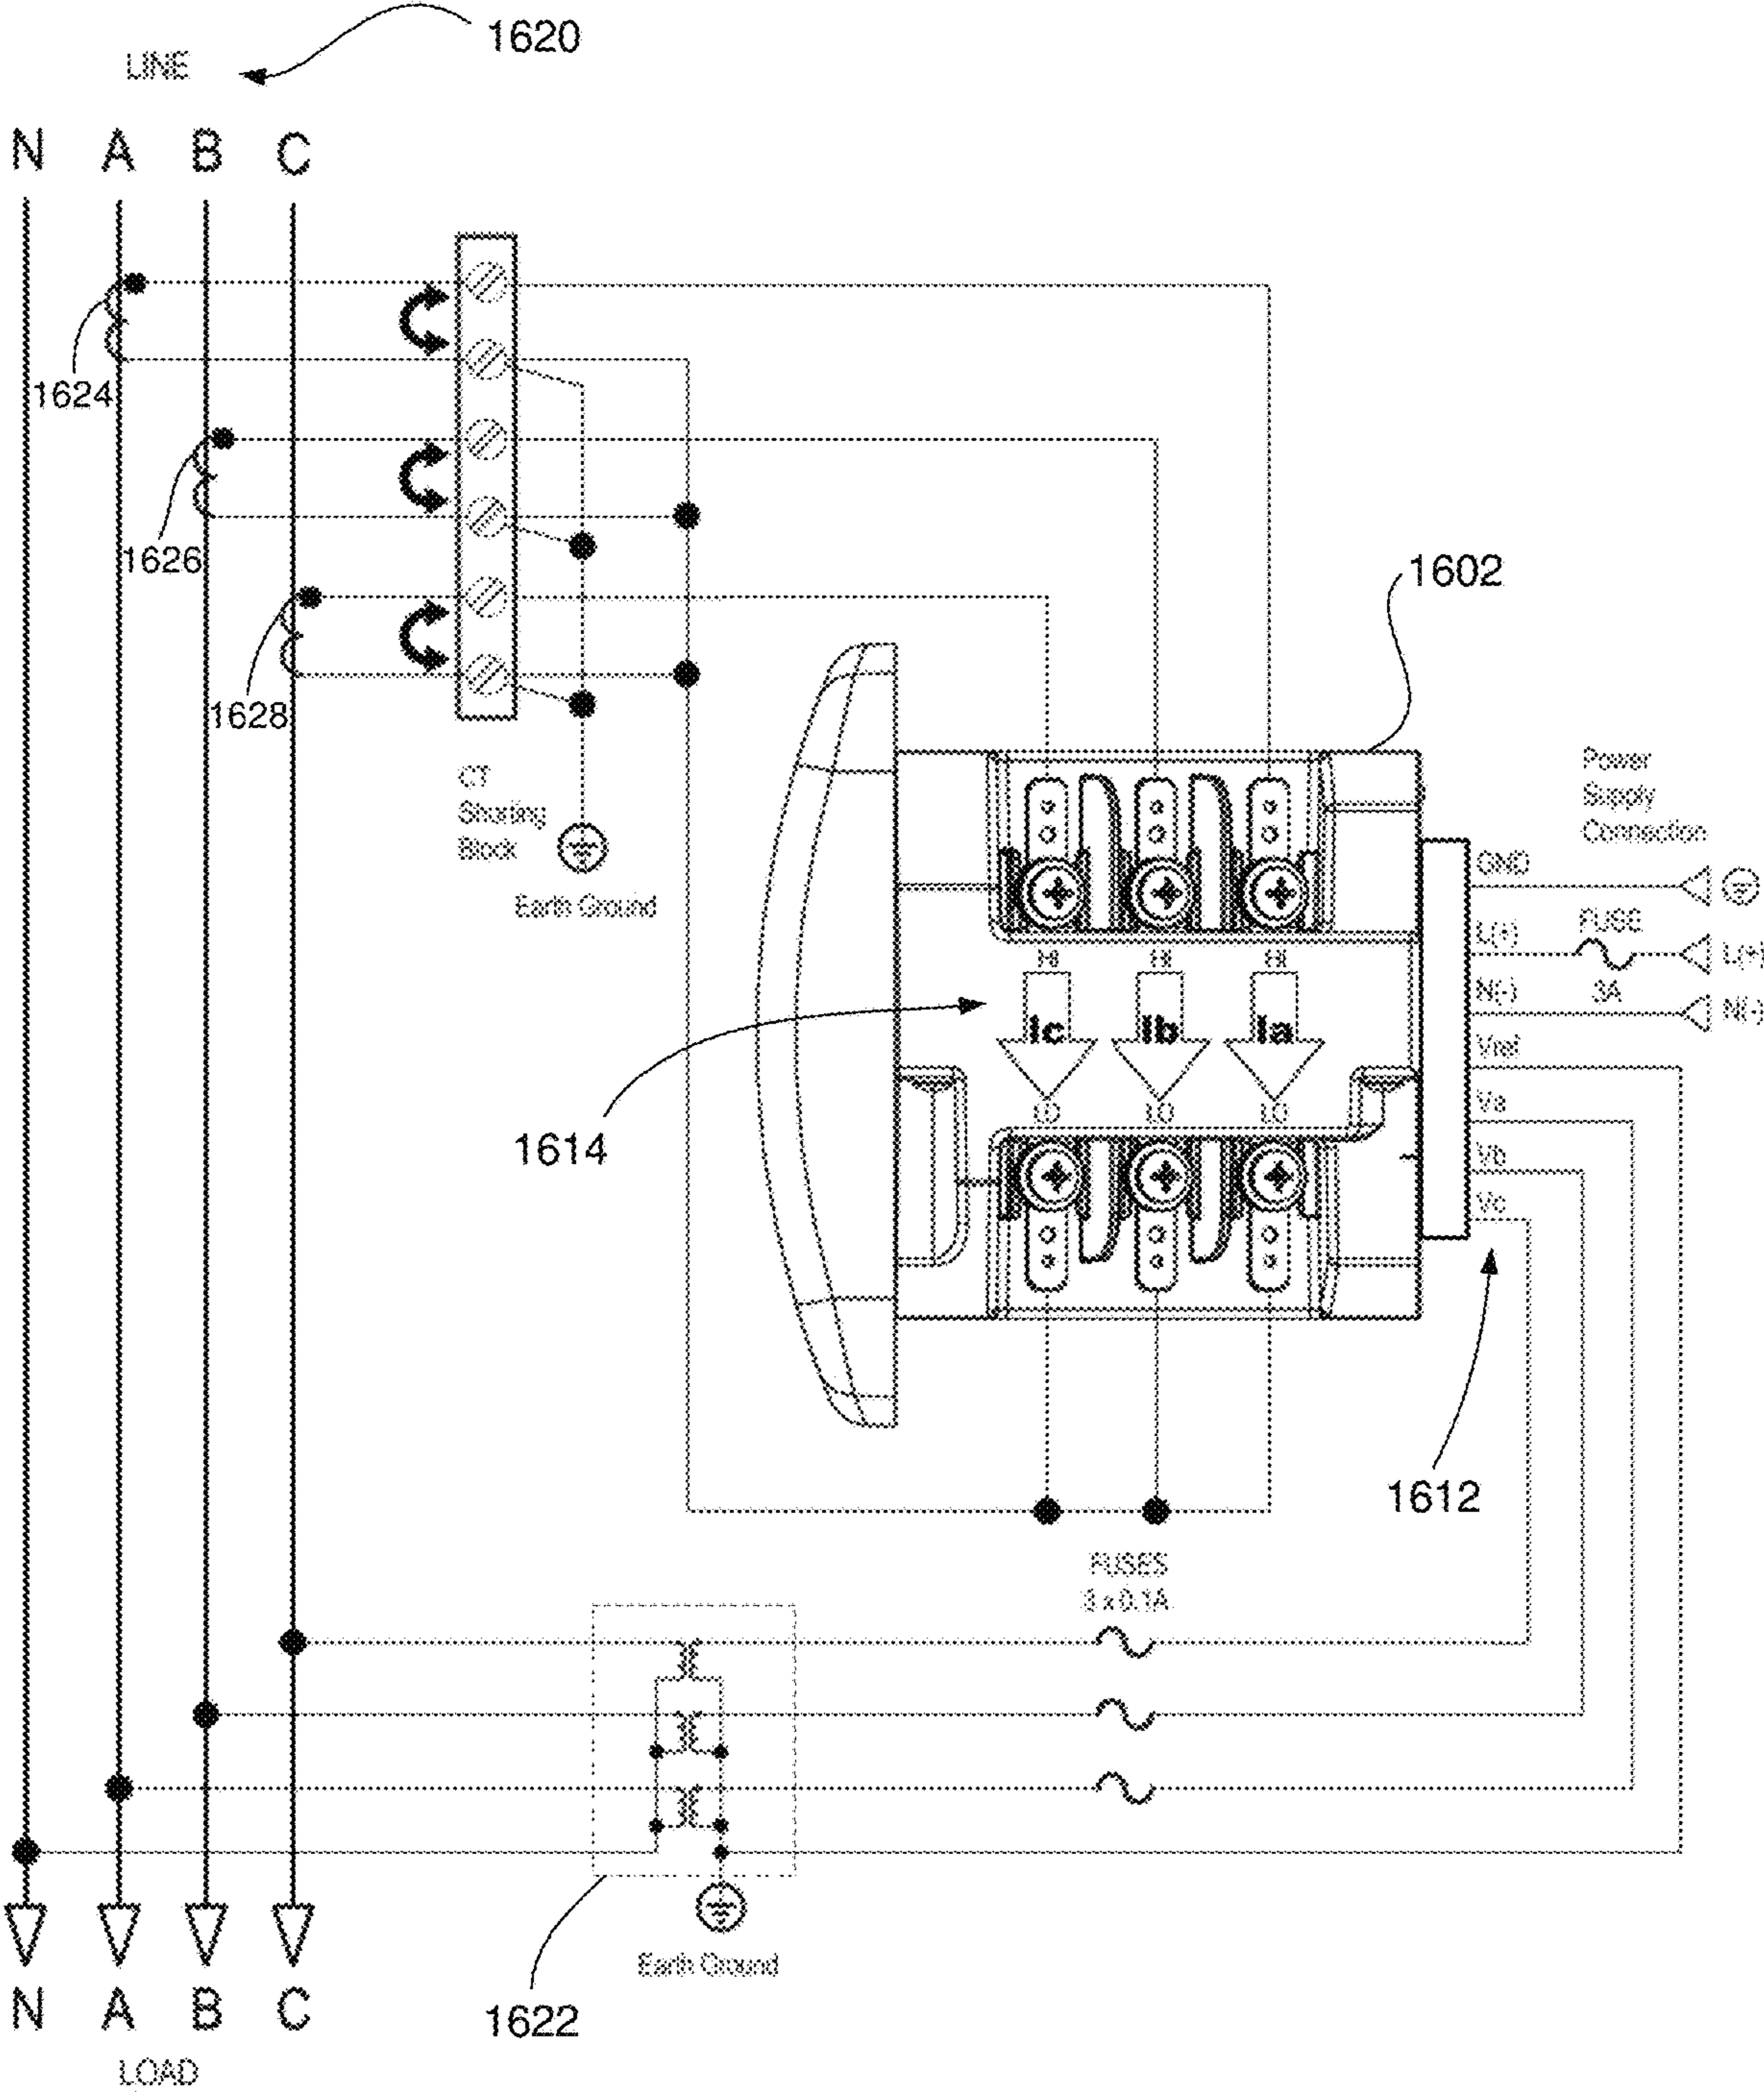 1620
LINE
N A B C
1624
1626
1628
1602
CT
Shorting
Block
Earth Ground
Power
Supply
Connection
GND
L(+)
FUSE
L(+)
3A
N(-)
N(-)
Vref
Va
Vb
Vc
HI HI HI
Ic Ib Ia
LO LO LO
1614
1612
FUSES
3 x 0.1A
Earth Ground
1622
N A B C
LOAD